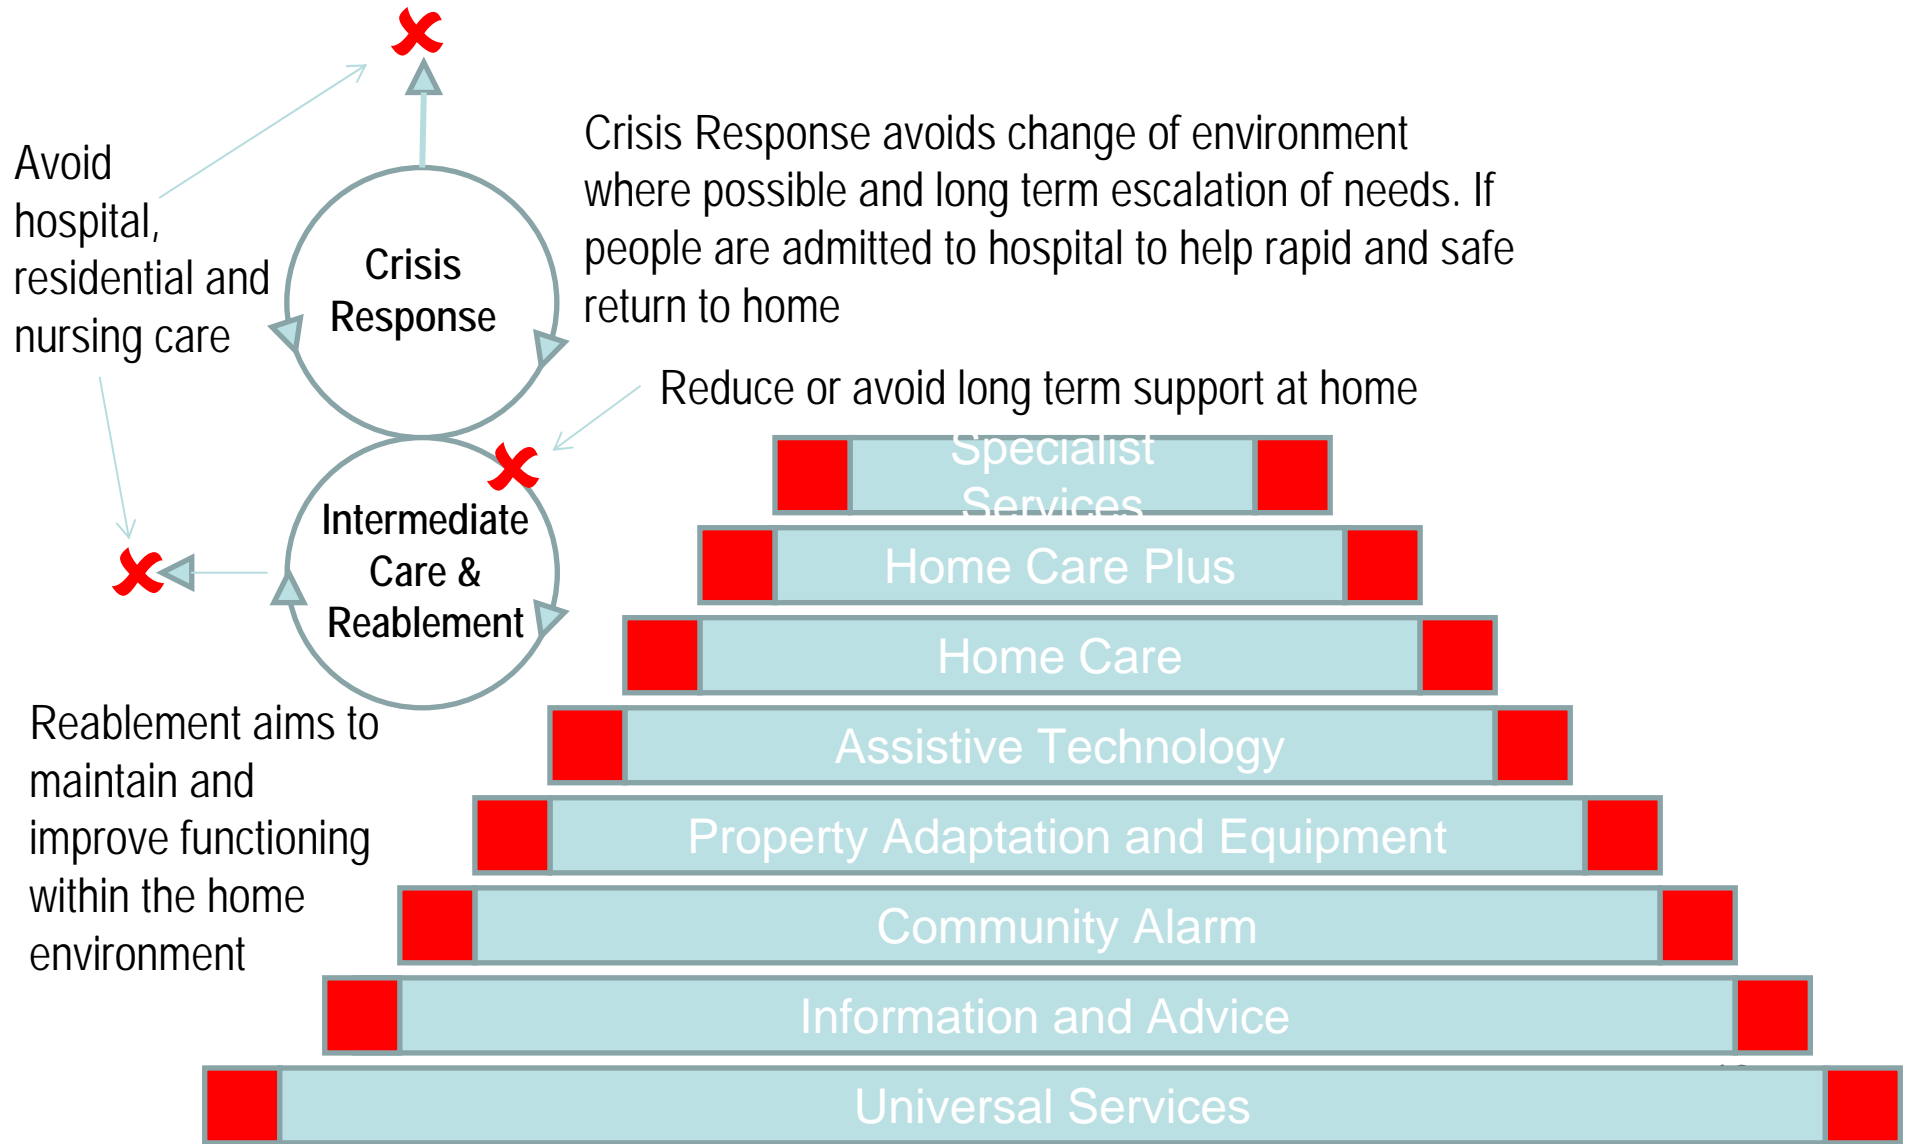 Avoid
hospital,
residential and
nursing care
Crisis
Response
Crisis Response avoids change of environment
where possible and long term escalation of needs. If
people are admitted to hospital to help rapid and safe
return to home
Reduce or avoid long term support at home
Intermediate
Care &
Reablement
Reablement aims to
maintain and
improve functioning
within the home
environment
Specialist
Services
Home Care Plus
Home Care
Assistive Technology
Property Adaptation and Equipment
Community Alarm
Information and Advice
Universal Services